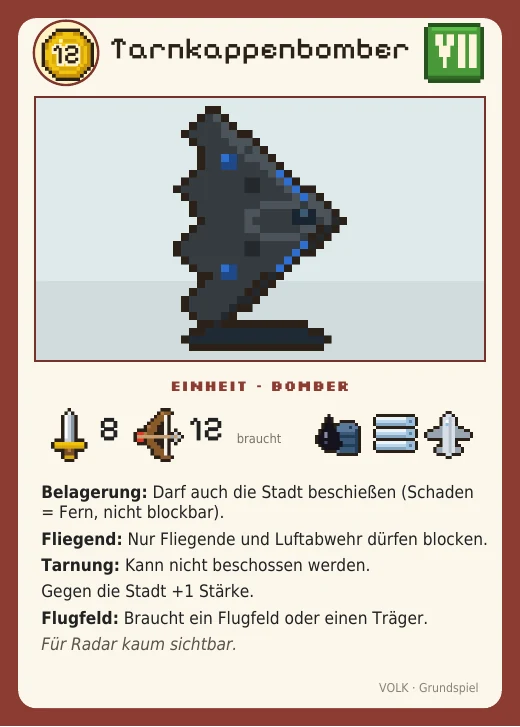 12 Tarnkappenbomber VII
EINHEIT - BOMBER
8 12 braucht
Belagerung: Darf auch die Stadt beschießen (Schaden
= Fern, nicht blockbar).
Fliegend: Nur Fliegende und Luftabwehr dürfen blocken.
Tarnung: Kann nicht beschossen werden.
Gegen die Stadt +1 Stärke.
Flugfeld: Braucht ein Flugfeld oder einen Träger.
Für Radar kaum sichtbar.
VOLK · Grundspiel